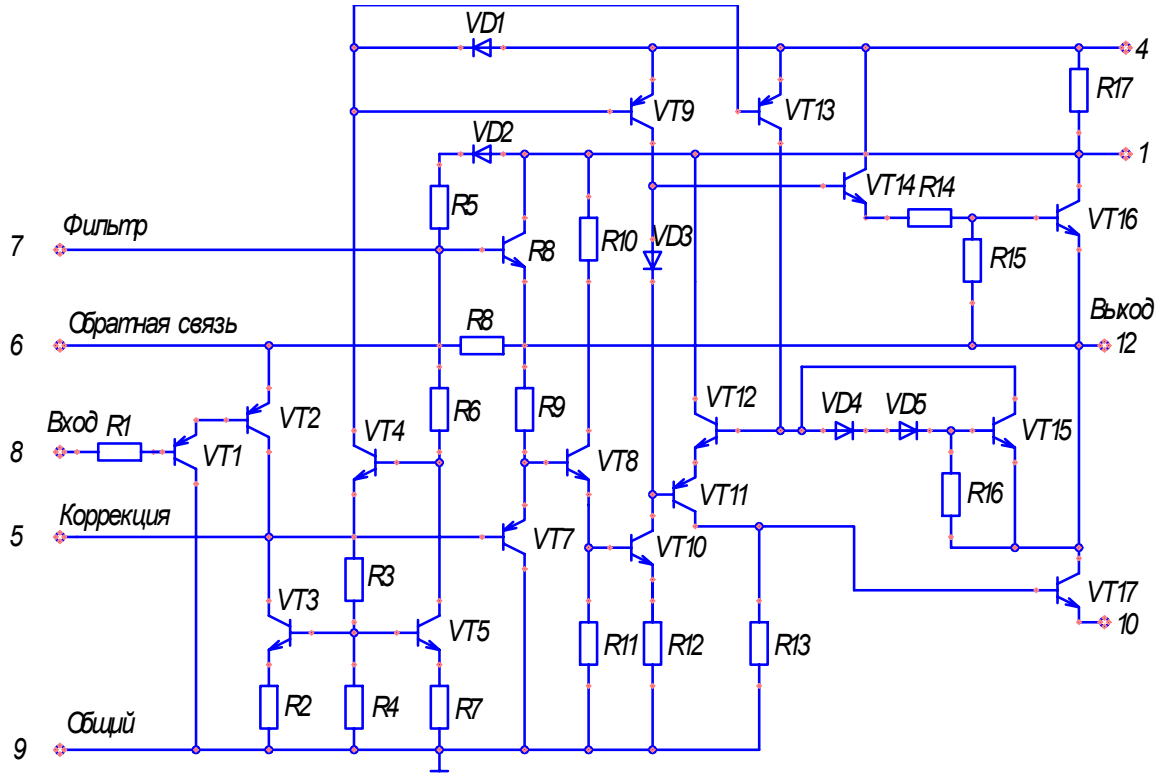 VD1
4
R17
VT9
VT13
VD2
1
R5
VT14
R14
7
Фильтр
R8
R10
VD3
R15
VT16
6
Обратная связь
R8
Выход
12
R6
R9
VT12
VD4
VD5
VT15
8
Вход
R1
VT1
VT2
VT4
VT8
VT11
R16
5
Коррекция
VT7
VT10
R3
VT3
VT5
VT17
10
R11
R12
R13
R2
R4
R7
9
Общий